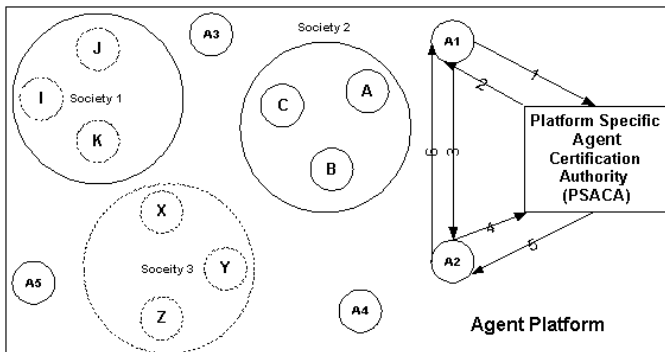 J
I
Society 1
K
A3
Society 2
C
A
B
A1
1
2
6
3
Platform Specific
Agent
Certification
Authority
(PSACA)
4
5
A2
X
Soceity 3
Y
Z
A5
A4
Agent Platform